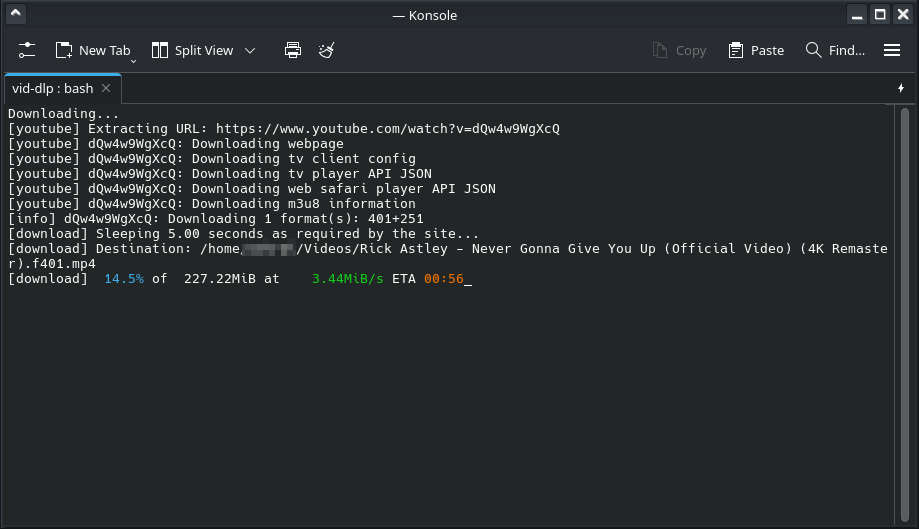 — Konsole
New Tab Split View Copy Paste Find...
vid-dlp : bash
Downloading...
[youtube] Extracting URL: https://www.youtube.com/watch?v=dQw4w9WgXcQ
[youtube] dQw4w9WgXcQ: Downloading webpage
[youtube] dQw4w9WgXcQ: Downloading tv client config
[youtube] dQw4w9WgXcQ: Downloading tv player API JSON
[youtube] dQw4w9WgXcQ: Downloading web safari player API JSON
[youtube] dQw4w9WgXcQ: Downloading m3u8 information
[info] dQw4w9WgXcQ: Downloading 1 format(s): 401+251
[download] Sleeping 5.00 seconds as required by the site...
[download] Destination: /home/ /Videos/Rick Astley - Never Gonna Give You Up (Official Video) (4K Remaste
r).f401.mp4
[download]  14.5% of  227.22MiB at    3.44MiB/s ETA 00:56_